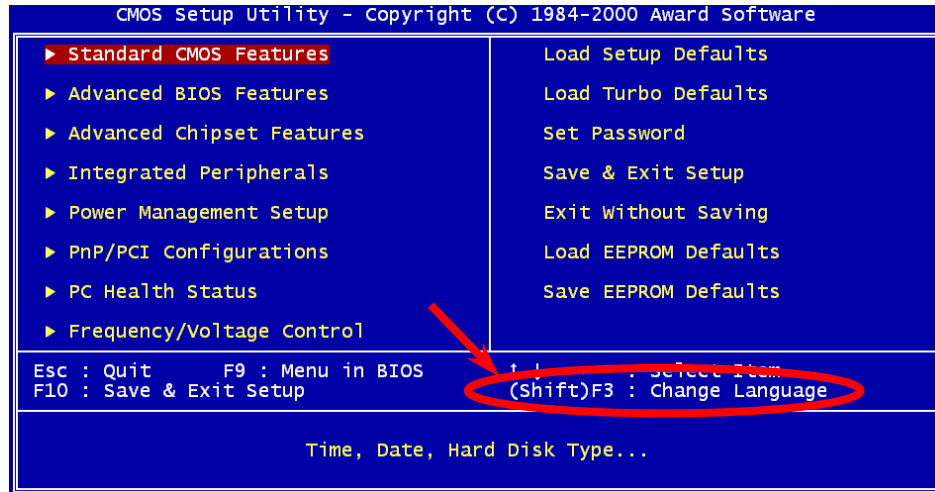 CMOS Setup Utility - Copyright (C) 1984-2000 Award Software
▶ Standard CMOS Features
▶ Advanced BIOS Features
▶ Advanced Chipset Features
▶ Integrated Peripherals
▶ Power Management Setup
▶ PnP/PCI Configurations
▶ PC Health Status
▶ Frequency/Voltage Control
Load Setup Defaults
Load Turbo Defaults
Set Password
Save & Exit Setup
Exit Without Saving
Load EEPROM Defaults
Save EEPROM Defaults
Esc : Quit F9 : Menu in BIOS ↑ ↓ : Select Item
F10 : Save & Exit Setup (Shift)F3 : Change Language
Time, Date, Hard Disk Type...